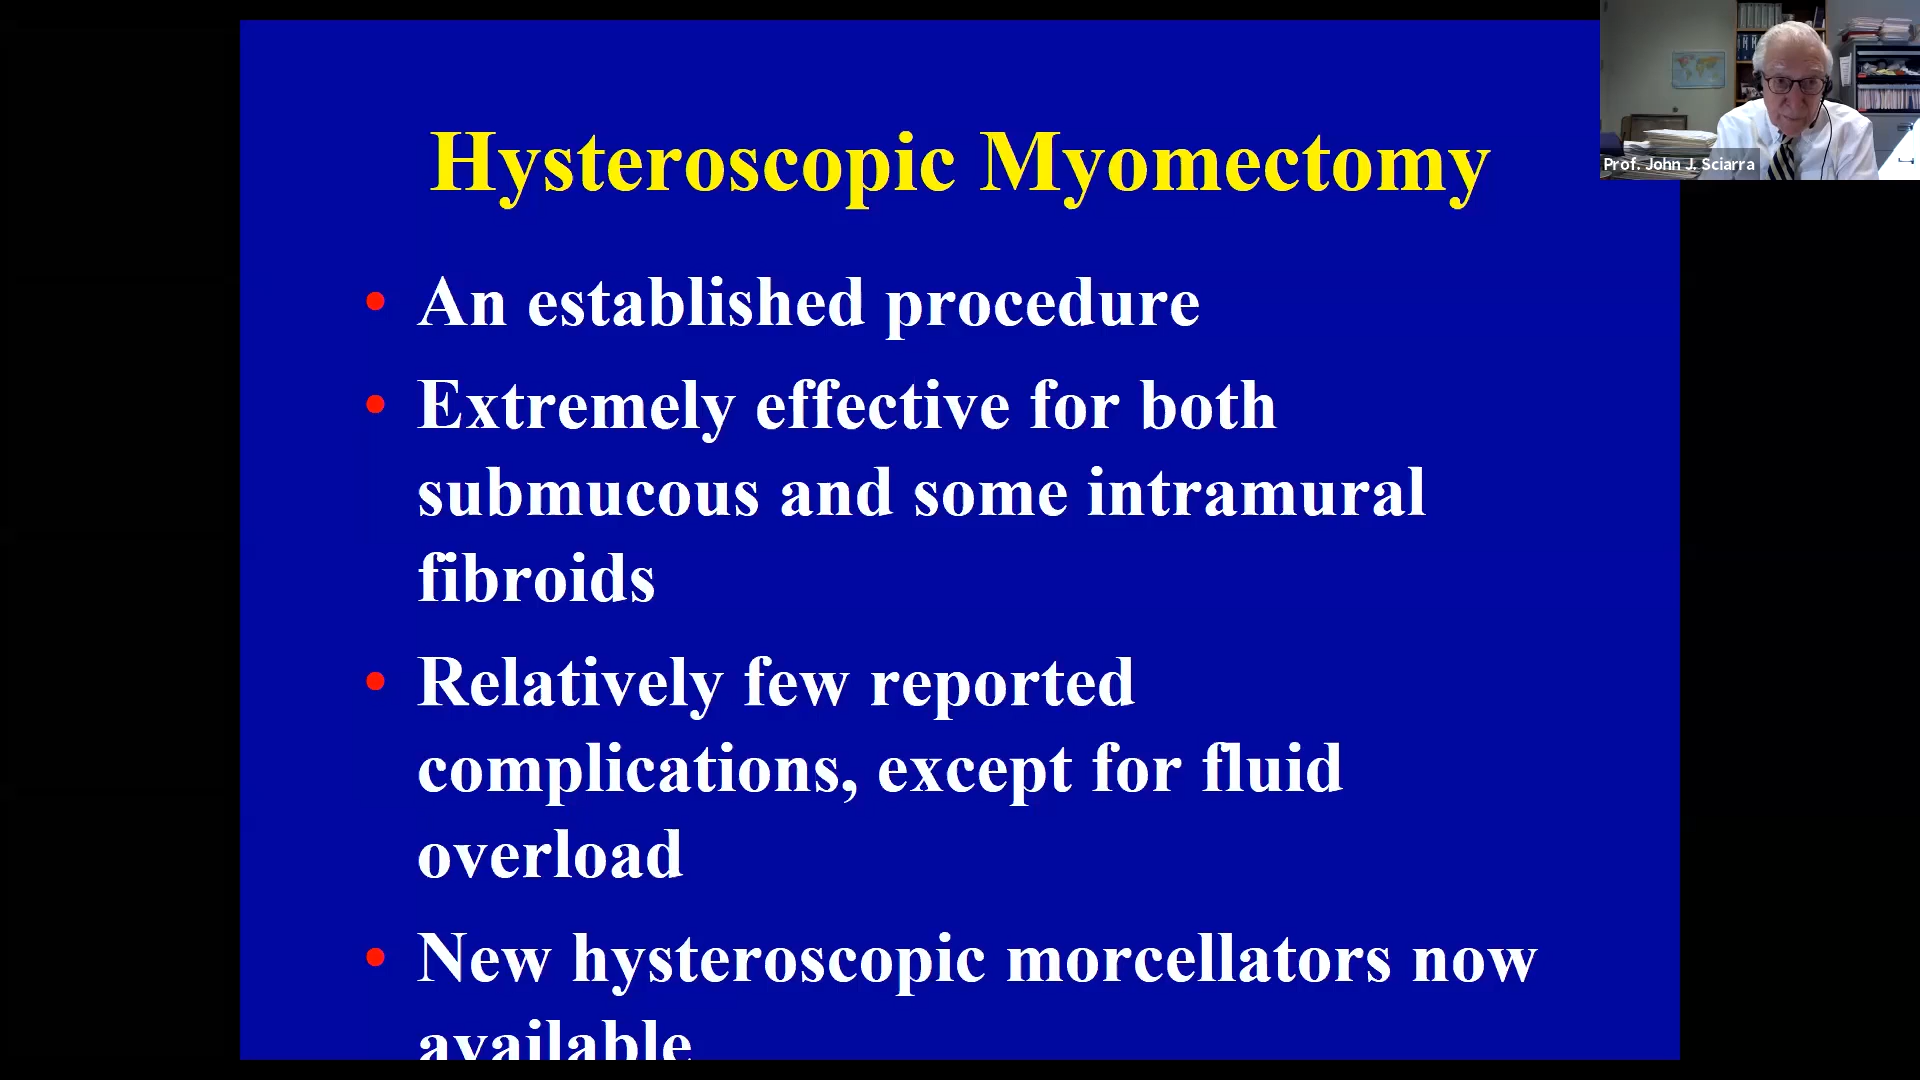 Hysteroscopic Myomectomy
• An established procedure
• Extremely effective for both
submucous and some intramural
fibroids
• Relatively few reported
complications, except for fluid
overload
• New hysteroscopic morcellators now
available
Prof. John J. Sciarra